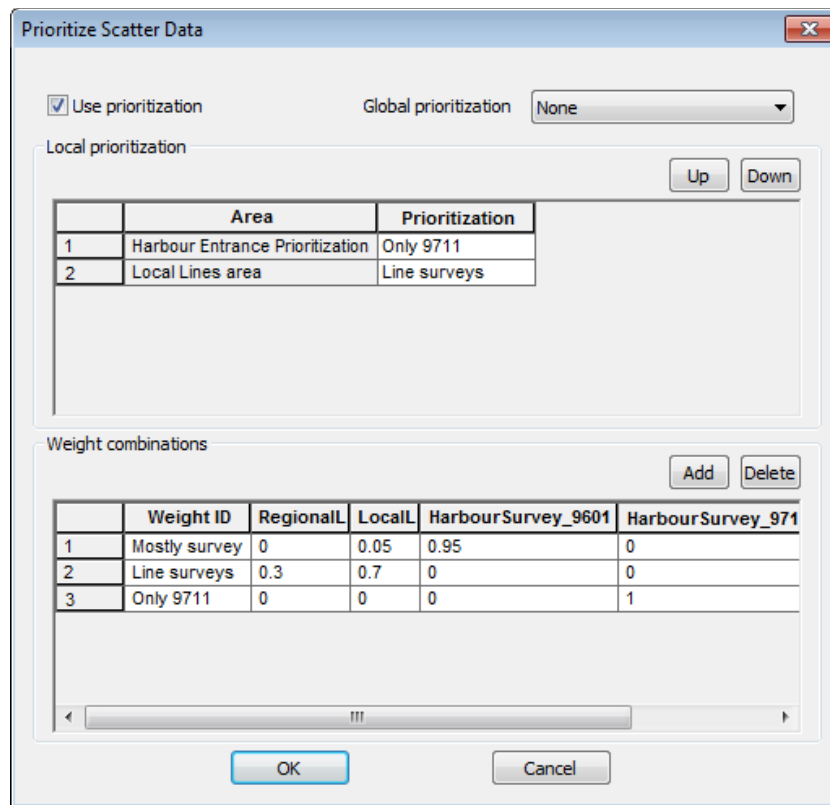 Prioritize Scatter Data
Use prioritization Global prioritization None
Local prioritization
Up Down
Area Prioritization
1 Harbour Entrance Prioritization Only 9711
2 Local Lines area Line surveys
Weight combinations
Add Delete
Weight ID RegionalL LocalL HarbourSurvey_9601 HarbourSurvey_971
1 Mostly survey 0 0.05 0.95 0
2 Line surveys 0.3 0.7 0 0
3 Only 9711 0 0 0 1
OK Cancel